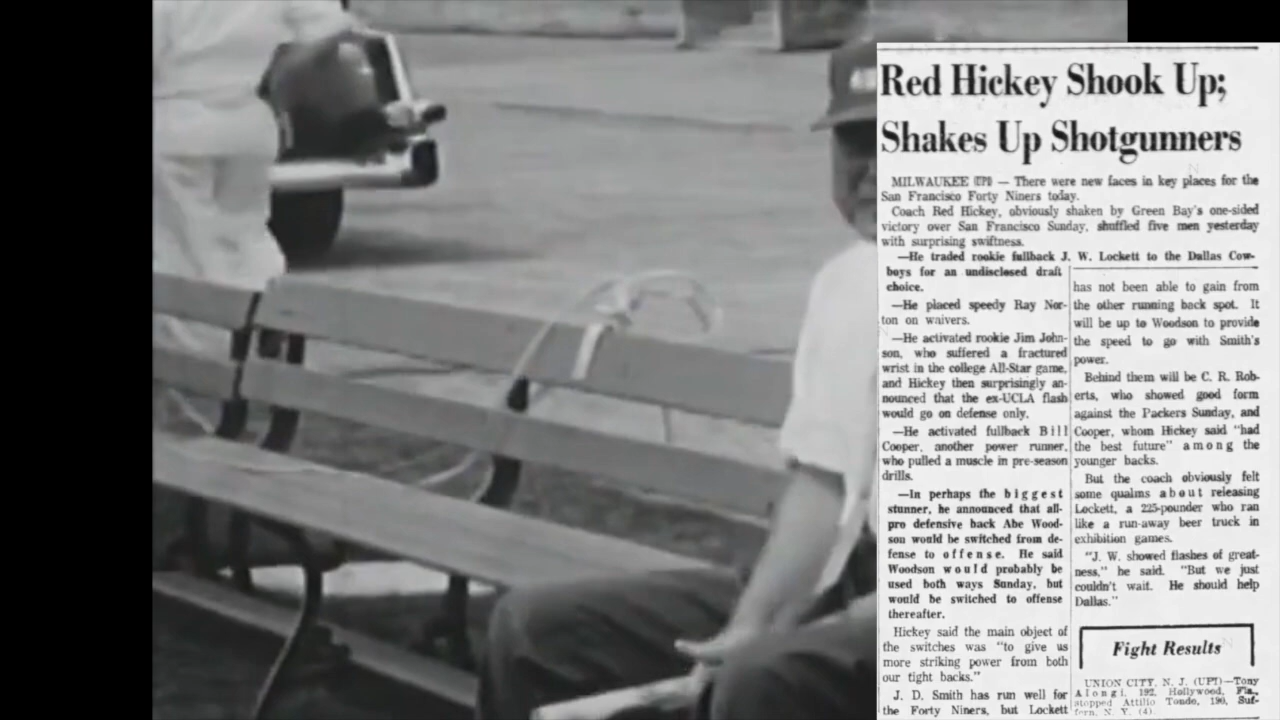 Red Hickey Shook Up;
Shakes Up Shotgunners
MILWAUKEE (UPI) — There were new faces in key places for the
San Francisco Forty Niners today.
Coach Red Hickey, obviously shaken by Green Bay's one-sided
victory over San Francisco Sunday, shuffled five men yesterday
with surprising swiftness.
—He traded rookie fullback J. W. Lockett to the Dallas Cow-
boys for an undisclosed draft
choice.
—He placed speedy Ray Nor-
ton on waivers.
—He activated rookie Jim John-
son, who suffered a fractured
wrist in the college All-Star game,
and Hickey then surprisingly an-
nounced that the ex-UCLA flash
would go on defense only.
—He activated fullback Bill
Cooper, another power runner,
who pulled a muscle in pre-season
drills.
—In perhaps the biggest
stunner, he announced that all-
pro defensive back Abe Wood-
son would be switched from de-
fense to offense. He said
Woodson would probably be
used both ways Sunday, but
would be switched to offense
thereafter.
Hickey said the main object of
the switches was "to give us
more striking power from both
our tight backs."
J. D. Smith has run well for
the Forty Niners, but Lockett
has not been able to gain from
the other running back spot. It
will be up to Woodson to provide
the speed to go with Smith's
power.
Behind them will be C. R. Rob-
erts, who showed good form
against the Packers Sunday, and
Cooper, whom Hickey said "had
the best future" among the
younger backs.
But the coach obviously felt
some qualms about releasing
Lockett, a 225-pounder who ran
like a run-away beer truck in
exhibition games.
"J. W. showed flashes of great-
ness," he said. "But we just
couldn't wait. He should help
Dallas."
Fight Results
UNION CITY, N. J. (UPI)—Tony
Alongi, 192, Hollywood, Fla.,
stopped Attilio Tondo, 190, Suf-
fern, N. Y. (4).